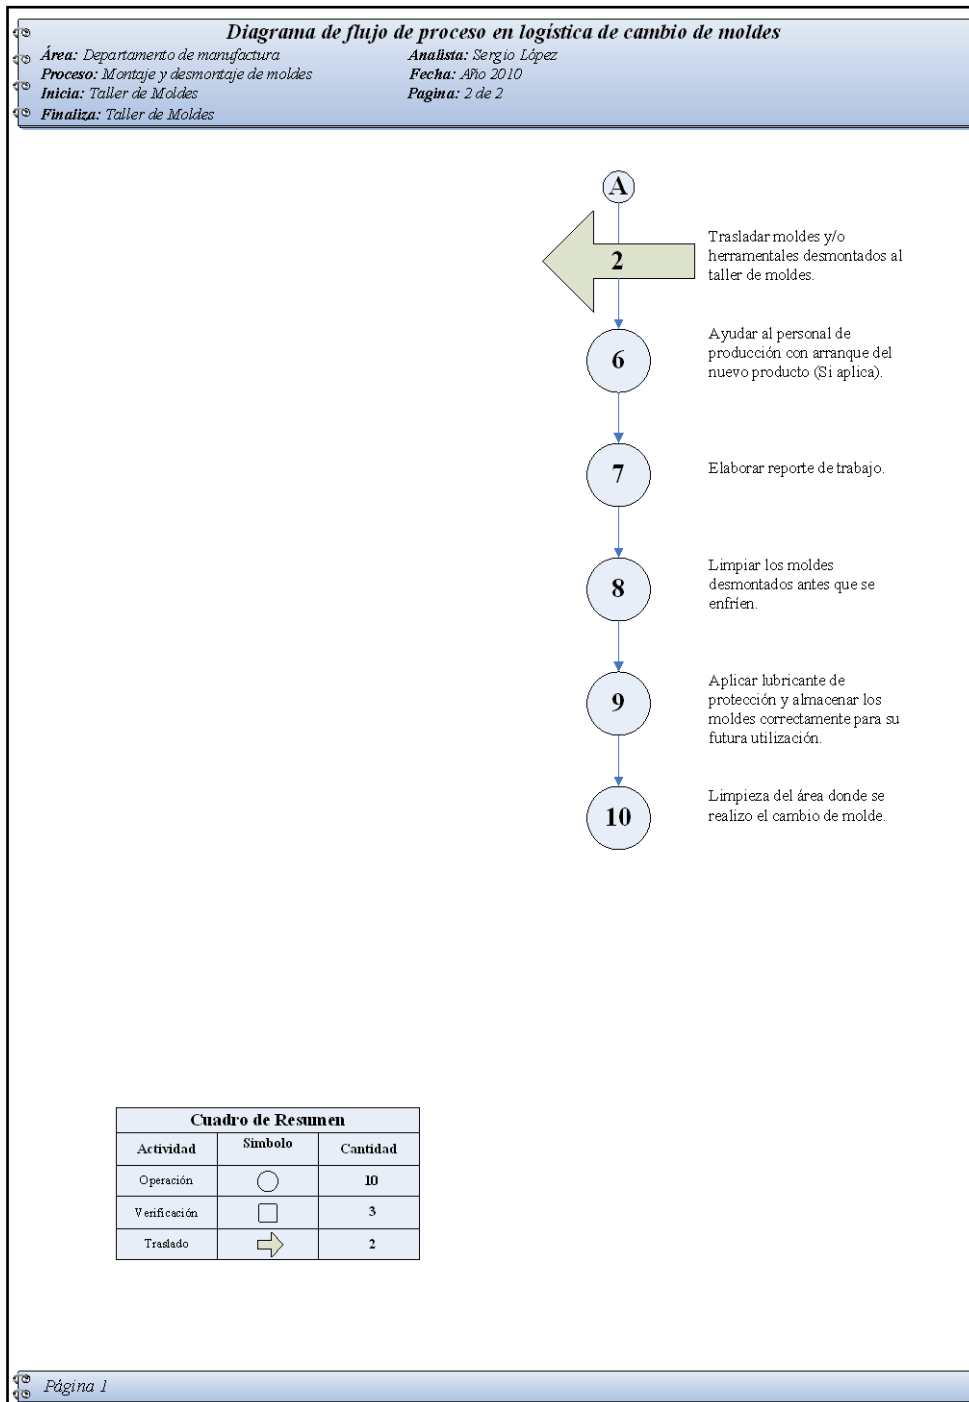 Diagrama de flujo de proceso en logística de cambio de moldes
Área: Departamento de manufactura
Analista: Sergio López
Proceso: Montaje y desmontaje de moldes
Fecha: Año 2010
Inicia: Taller de Moldes
Pagina: 2 de 2
Finaliza: Taller de Moldes
A
2
Trasladar moldes y/o
herramentales desmontados al
taller de moldes.
6
Ayudar al personal de
producción con arranque del
nuevo producto (Si aplica).
7
Elaborar reporte de trabajo.
8
Limpiar los moldes
desmontados antes que se
enfríen.
9
Aplicar lubricante de
protección y almacenar los
moldes correctamente para su
futura utilización.
10
Limpieza del área donde se
realizo el cambio de molde.
Cuadro de Resumen
Actividad Simbolo Cantidad
Operación 10
Verificación 3
Traslado 2
Página 1